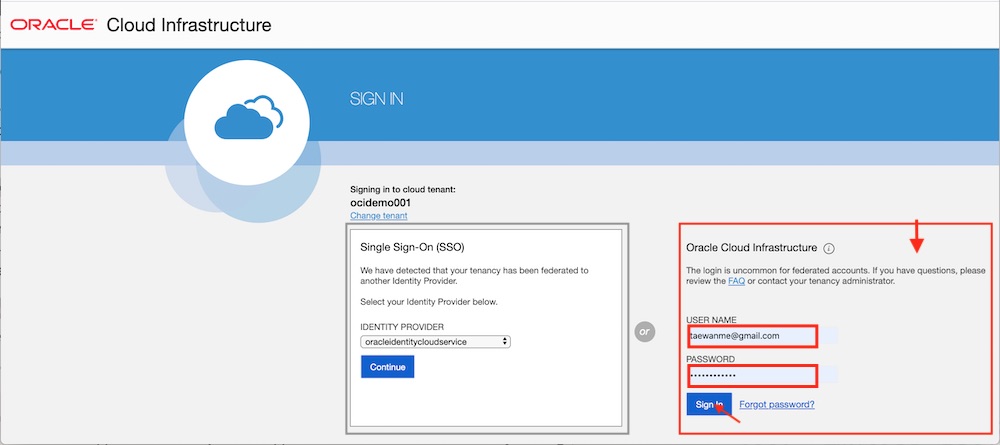 ORACLE Cloud Infrastructure
SIGN IN
Signing in to cloud tenant:
ocidemo001
Change tenant
Single Sign-On (SSO)
We have detected that your tenancy has been federated to
another Identity Provider.
Select your Identity Provider below.
IDENTITY PROVIDER
oracleidentitycloudservice
Continue
or
Oracle Cloud Infrastructure
The login is uncommon for federated accounts. If you have questions, please
review the FAQ or contact your tenancy administrator.
USER NAME
taewanme@gmail.com
PASSWORD
••••••••••••
Sign In Forgot password?